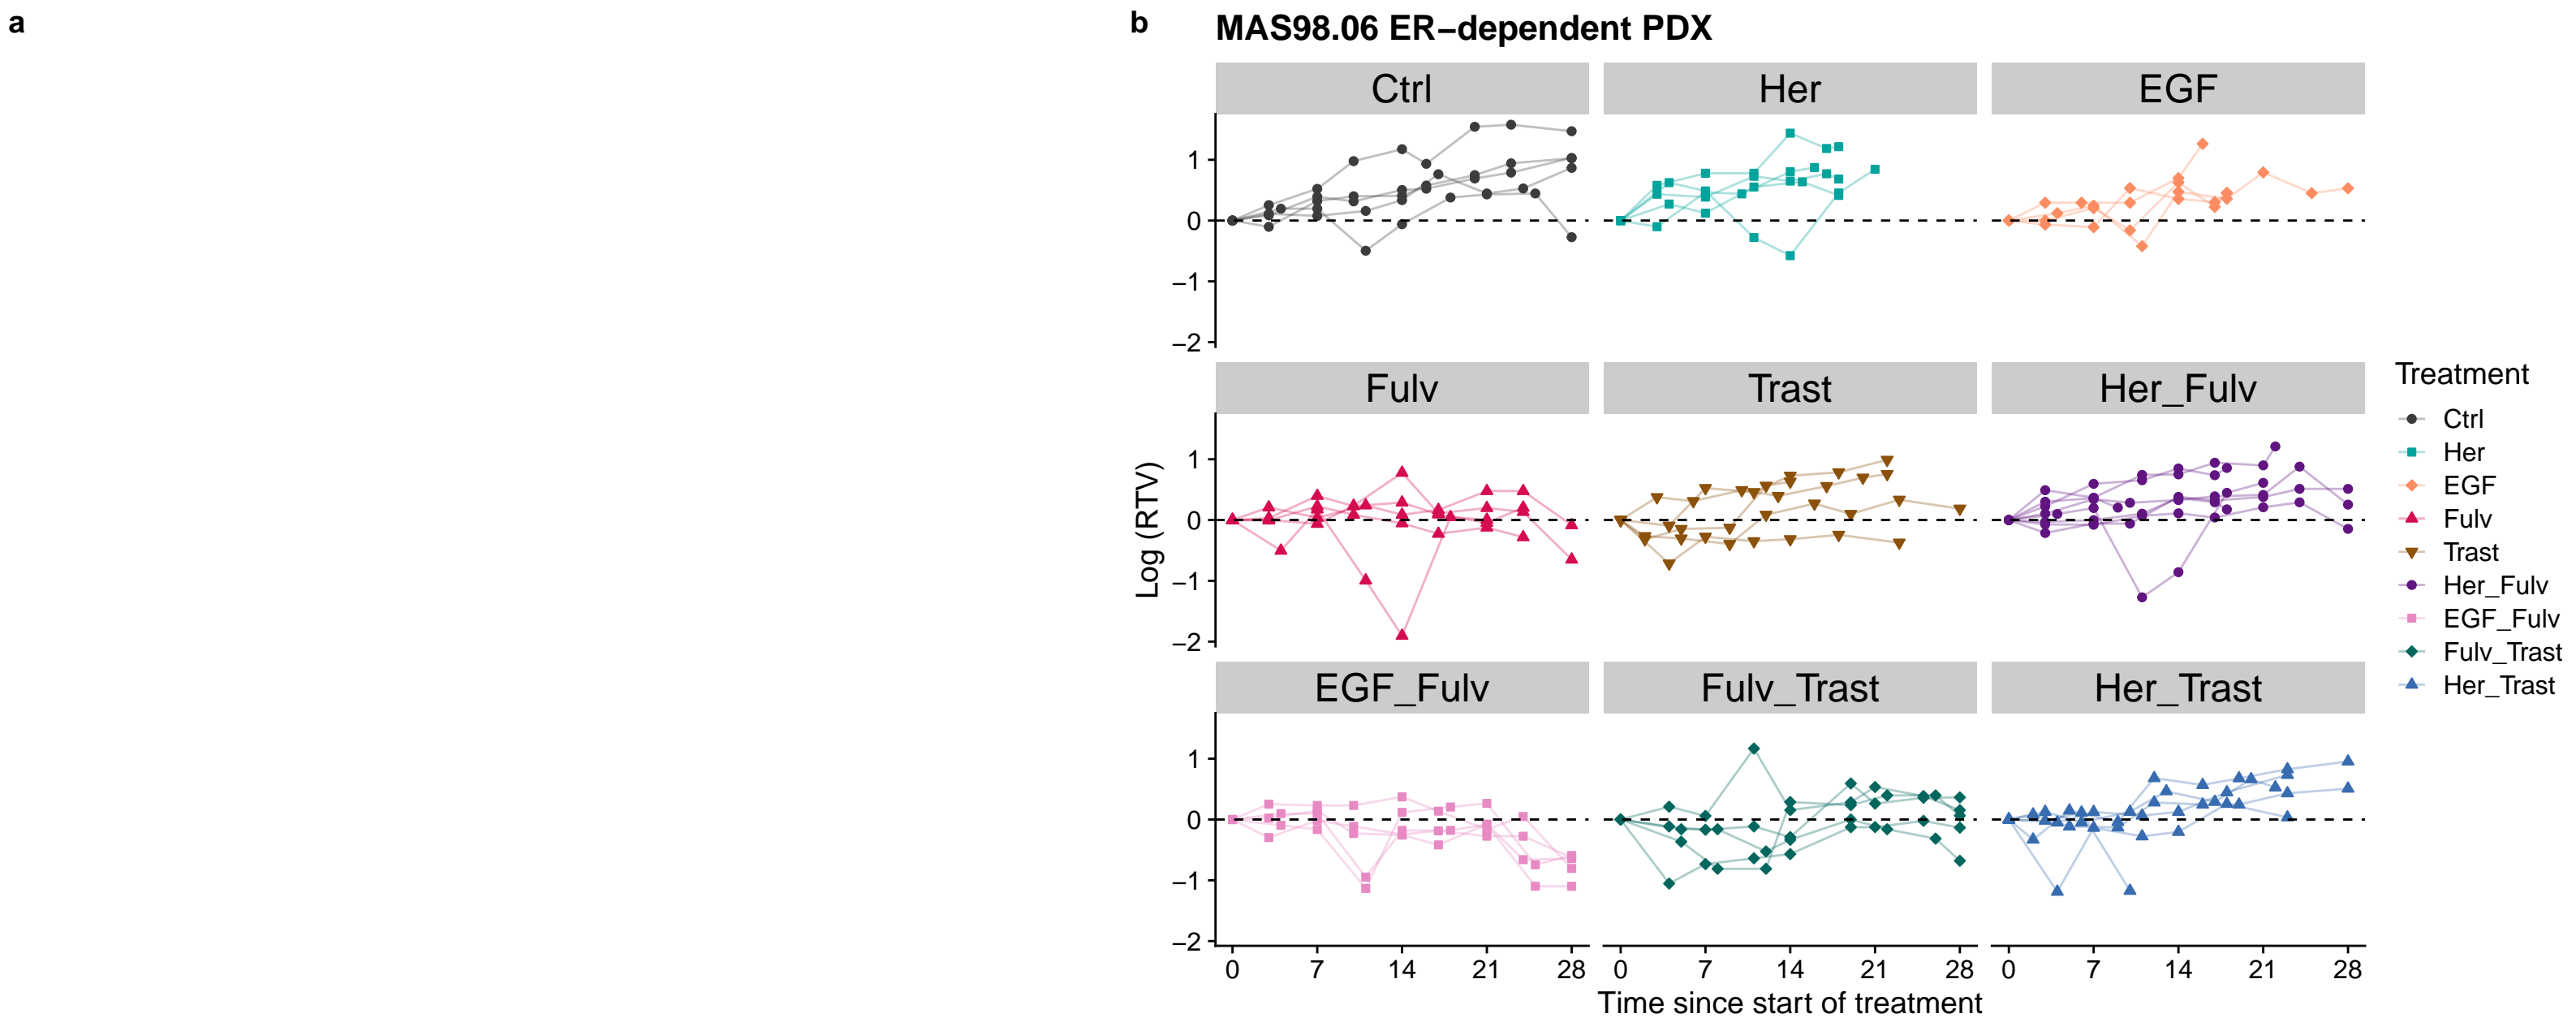 a
b MAS98.06 ER−dependent PDX
Ctrl Her EGF
1
0
−1
−2
Fulv Trast Her_Fulv
1
0
−1
−2
EGF_Fulv Fulv_Trast Her_Trast
1
0
−1
−2
0 7 14 21 28 0 7 14 21 28 0 7 14 21 28
Time since start of treatment
Log (RTV)
Treatment
Ctrl
Her
EGF
Fulv
Trast
Her_Fulv
EGF_Fulv
Fulv_Trast
Her_Trast